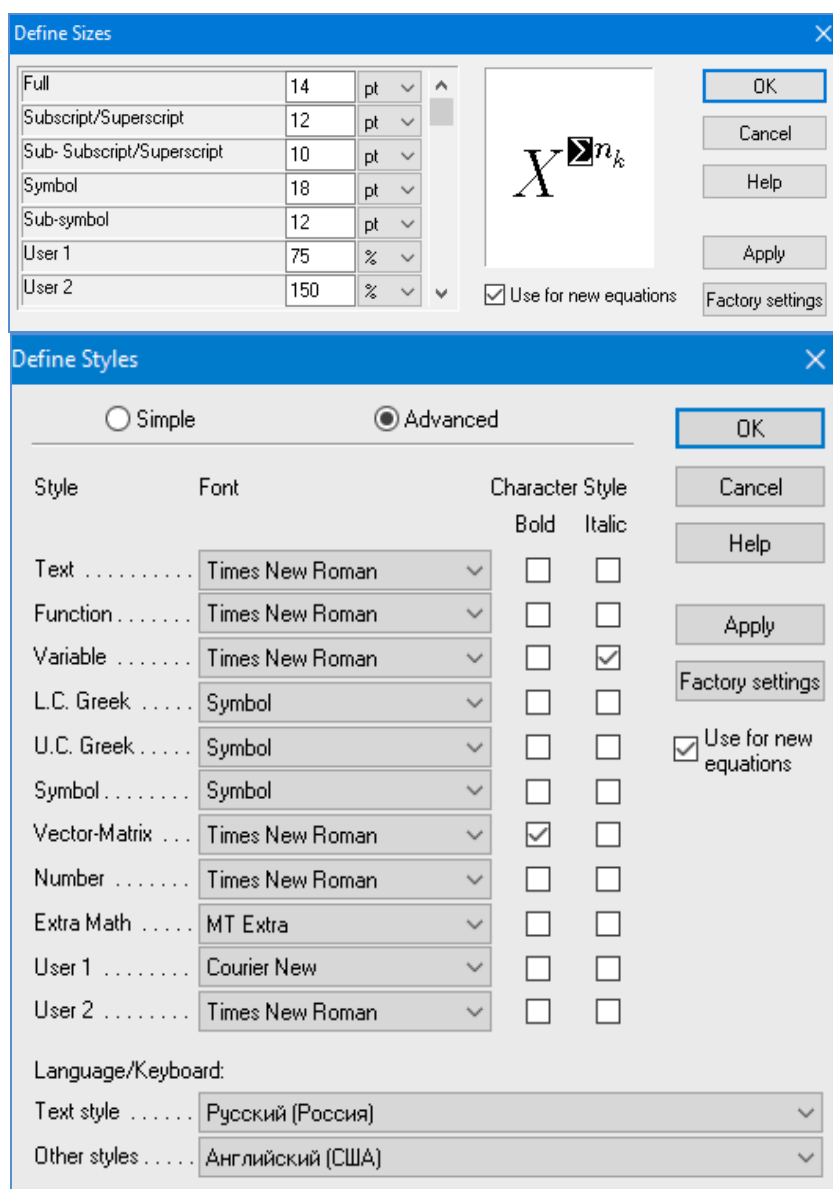 Define Sizes
Full 14 pt
Subscript/Superscript 12 pt
Sub- Subscript/Superscript 10 pt
Symbol 18 pt
Sub-symbol 12 pt
User 1 75 %
User 2 150 %
X Σ n k
Use for new equations
OK
Cancel
Help
Apply
Factory settings
Define Styles
Simple Advanced
Style Font Character Style
Bold Italic
Text . . . . . . . . . . Times New Roman
Function . . . . . . . Times New Roman
Variable . . . . . . . Times New Roman
L.C. Greek . . . . . Symbol
U.C. Greek . . . . . Symbol
Symbol . . . . . . . . Symbol
Vector-Matrix . . . Times New Roman
Number . . . . . . . Times New Roman
Extra Math . . . . . MT Extra
User 1 . . . . . . . . Courier New
User 2 . . . . . . . . Times New Roman
OK
Cancel
Help
Apply
Factory settings
Use for new
equations
Language/Keyboard:
Text style . . . . . . Русский (Россия)
Other styles . . . . . Английский (США)